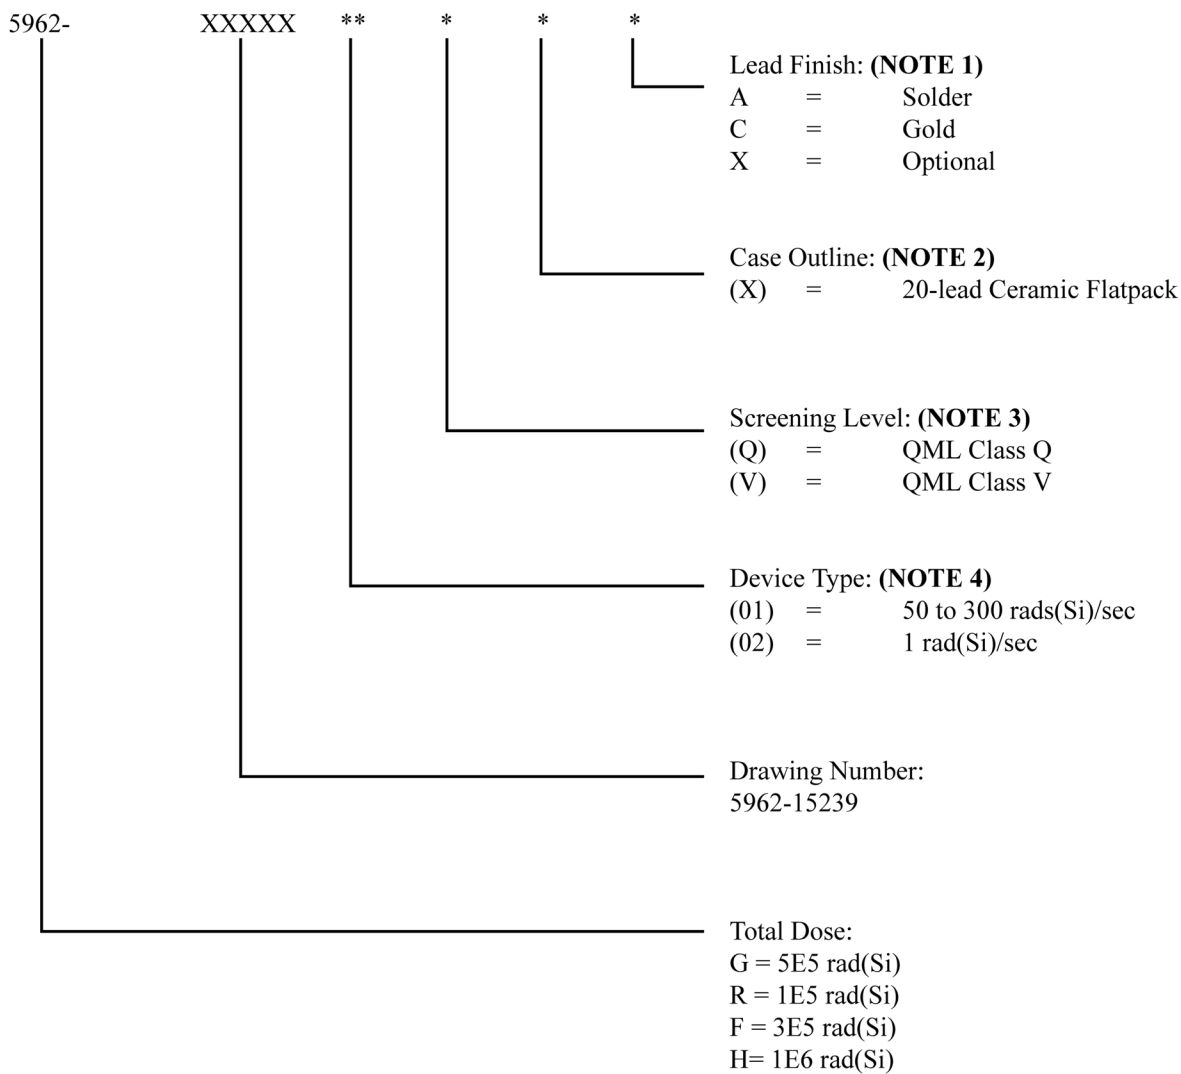 5962- XXXXX ** * * *
Lead Finish: (NOTE 1)
A = Solder
C = Gold
X = Optional
Case Outline: (NOTE 2)
(X) = 20-lead Ceramic Flatpack
Screening Level: (NOTE 3)
(Q) = QML Class Q
(V) = QML Class V
Device Type: (NOTE 4)
(01) = 50 to 300 rads(Si)/sec
(02) = 1 rad(Si)/sec
Drawing Number:
5962-15239
Total Dose:
G = 5E5 rad(Si)
R = 1E5 rad(Si)
F = 3E5 rad(Si)
H= 1E6 rad(Si)